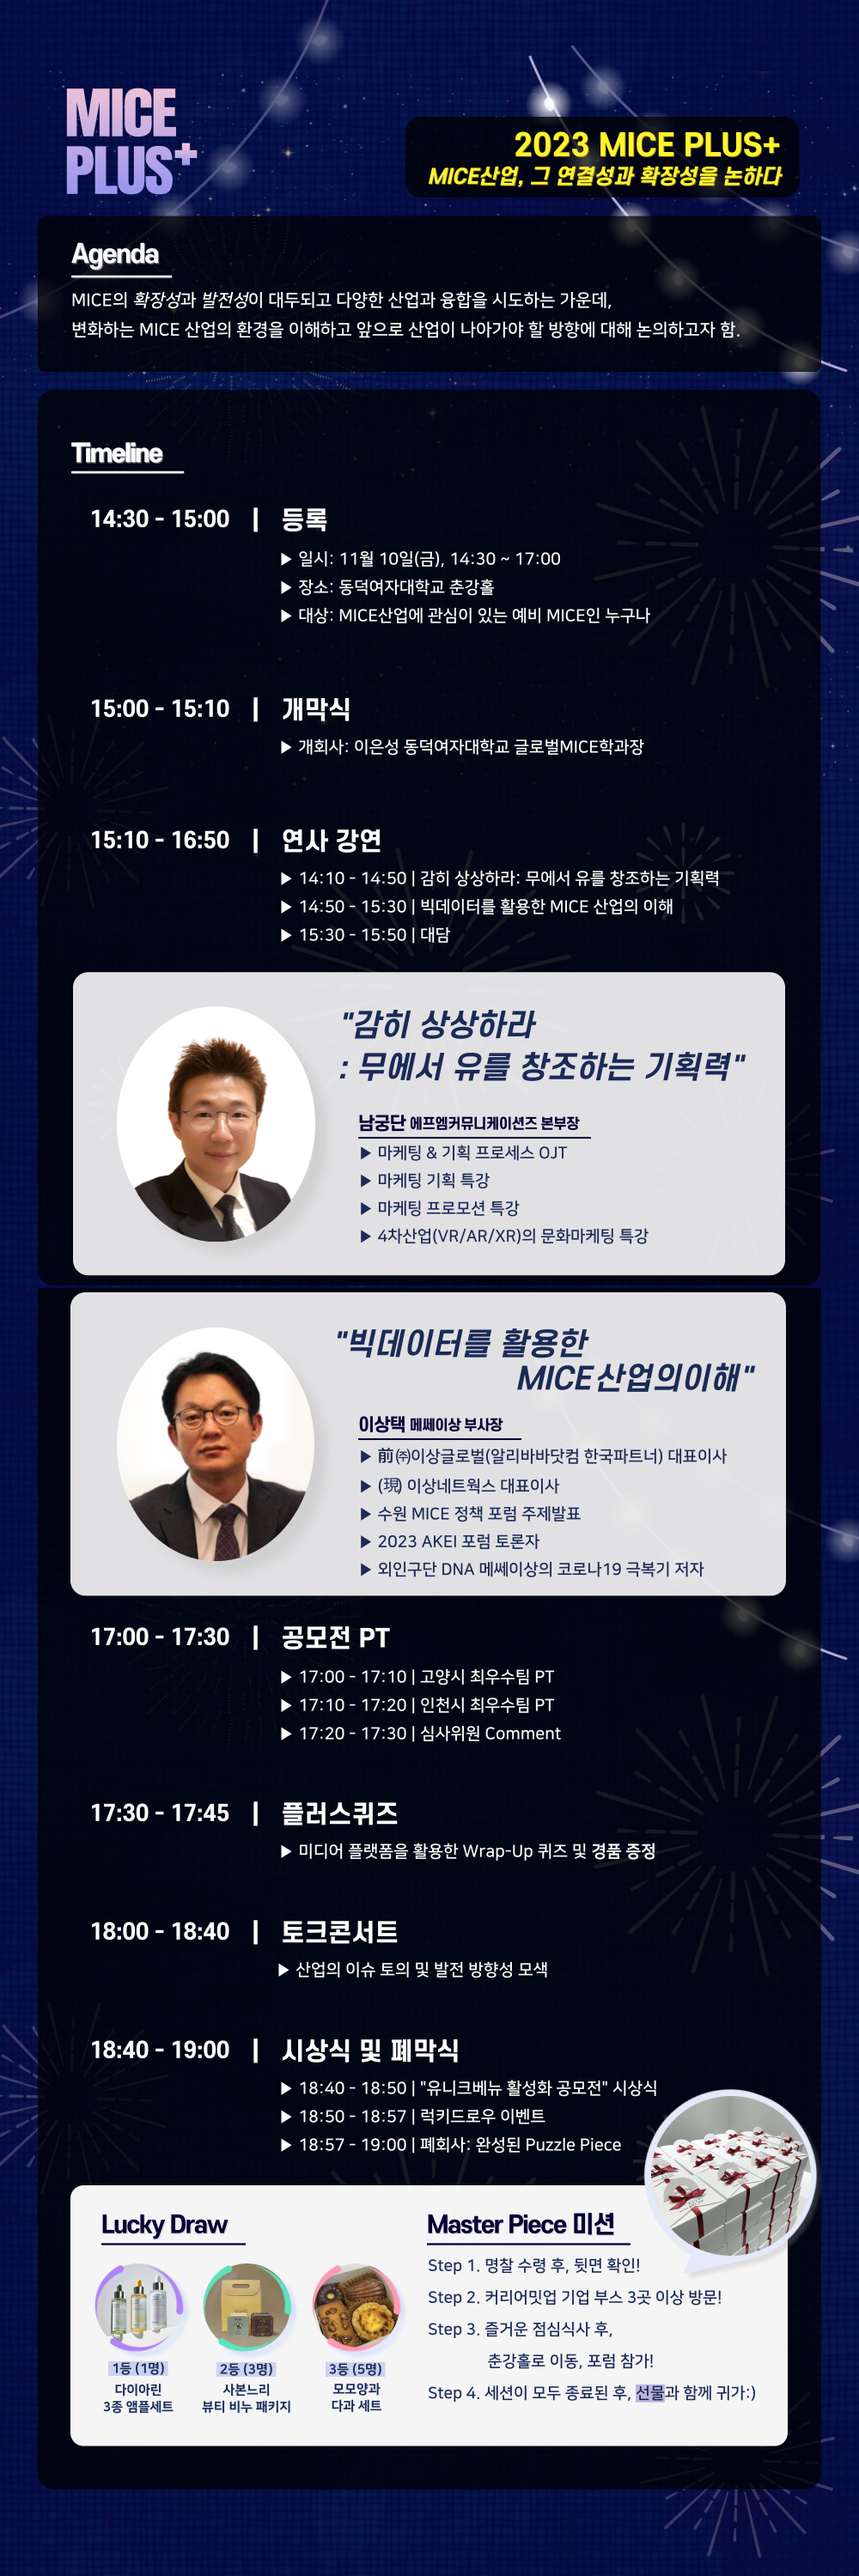 MICE
PLUS+
2023 MICE PLUS+
MICE산업, 그 연결성과 확장성을 논하다
Agenda
MICE의 확장성과 발전성이 대두되고 다양한 산업과 융합을 시도하는 가운데,
변화하는 MICE 산업의 환경을 이해하고 앞으로 산업이 나아가야 할 방향에 대해 논의하고자 함.
Timeline
14:30 - 15:00 | 등록
▶ 일시: 11월 10일(금), 14:30 ~ 17:00
▶ 장소: 동덕여자대학교 춘강홀
▶ 대상: MICE산업에 관심이 있는 예비 MICE인 누구나
15:00 - 15:10 | 개막식
▶ 개회사: 이은성 동덕여자대학교 글로벌MICE학과장
15:10 - 16:50 | 연사 강연
▶ 14:10 - 14:50 | 감히 상상하라: 무에서 유를 창조하는 기획력
▶ 14:50 - 15:30 | 빅데이터를 활용한 MICE 산업의 이해
▶ 15:30 - 15:50 | 대담
"감히 상상하라
: 무에서 유를 창조하는 기획력"
남궁단 에프엠커뮤니케이션즈 본부장
▶ 마케팅 & 기획 프로세스 OJT
▶ 마케팅 기획 특강
▶ 마케팅 프로모션 특강
▶ 4차산업(VR/AR/XR)의 문화마케팅 특강
"빅데이터를 활용한
MICE산업의이해"
이상택 메쎄이상 부사장
▶ 前㈜이상글로벌(알리바바닷컴 한국파트너) 대표이사
▶ (現) 이상네트웍스 대표이사
▶ 수원 MICE 정책 포럼 주제발표
▶ 2023 AKEI 포럼 토론자
▶ 외인구단 DNA 메쎄이상의 코로나19 극복기 저자
17:00 - 17:30 | 공모전 PT
▶ 17:00 - 17:10 | 고양시 최우수팀 PT
▶ 17:10 - 17:20 | 인천시 최우수팀 PT
▶ 17:20 - 17:30 | 심사위원 Comment
17:30 - 17:45 | 플러스퀴즈
▶ 미디어 플랫폼을 활용한 Wrap-Up 퀴즈 및 경품 증정
18:00 - 18:40 | 토크콘서트
▶ 산업의 이슈 토의 및 발전 방향성 모색
18:40 - 19:00 | 시상식 및 폐막식
▶ 18:40 - 18:50 | "유니크베뉴 활성화 공모전" 시상식
▶ 18:50 - 18:57 | 럭키드로우 이벤트
▶ 18:57 - 19:00 | 폐회사: 완성된 Puzzle Piece
Lucky Draw
1등 (1명)
다이아린
3종 앰플세트
2등 (3명)
사본느리
뷰티 비누 패키지
3등 (5명)
모모양과
다과 세트
Master Piece 미션
Step 1. 명찰 수령 후, 뒷면 확인!
Step 2. 커리어밋업 기업 부스 3곳 이상 방문!
Step 3. 즐거운 점심식사 후,
춘강홀로 이동, 포럼 참가!
Step 4. 세션이 모두 종료된 후, 선물과 함께 귀가:)